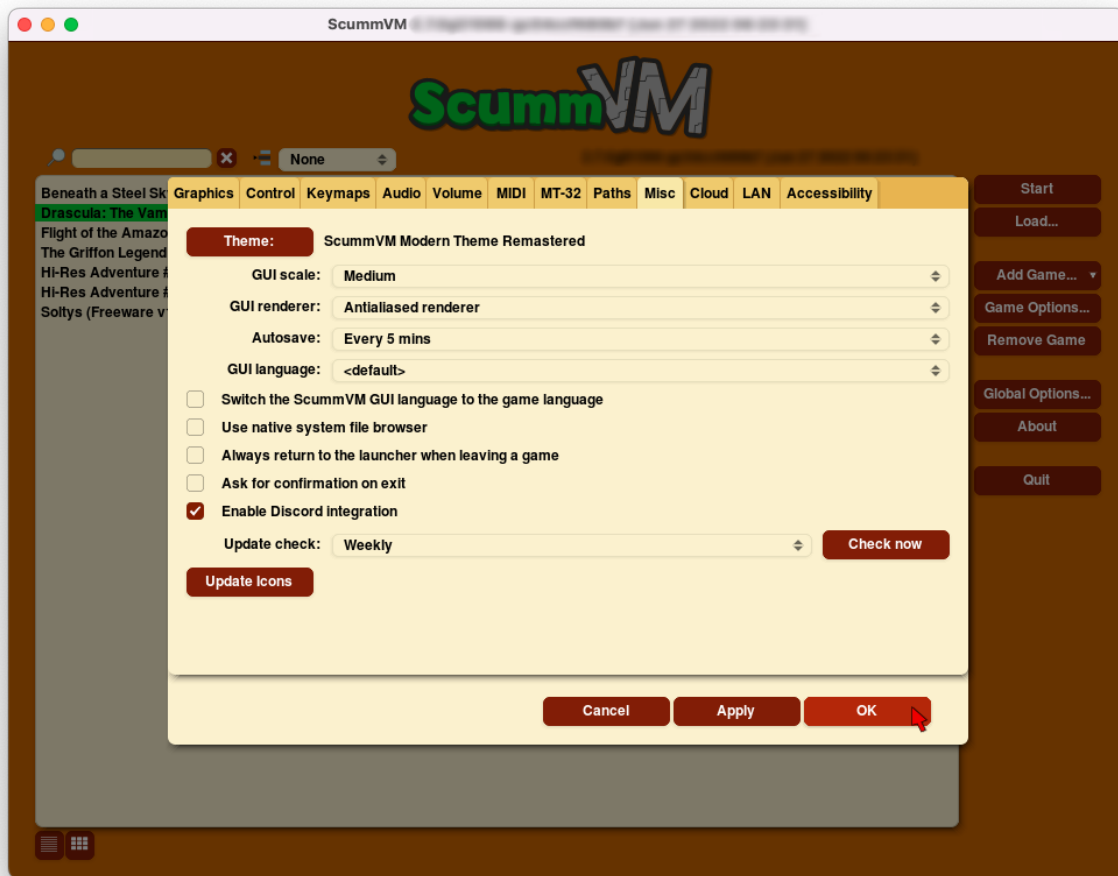 ScummVM
ScummVM
None
Beneath a Steel Sk
Drascula: The Vam
Flight of the Amazo
The Griffon Legend
Hi-Res Adventure #
Hi-Res Adventure #
Soltys (Freeware v
Graphics Control Keymaps Audio Volume MIDI MT-32 Paths Misc Cloud LAN Accessibility
Theme: ScummVM Modern Theme Remastered
GUI scale: Medium
GUI renderer: Antialiased renderer
Autosave: Every 5 mins
GUI language: <default>
Switch the ScummVM GUI language to the game language
Use native system file browser
Always return to the launcher when leaving a game
Ask for confirmation on exit
Enable Discord integration
Update check: Weekly Check now
Update Icons
Cancel Apply OK
Start
Load...
Add Game...
Game Options...
Remove Game
Global Options...
About
Quit